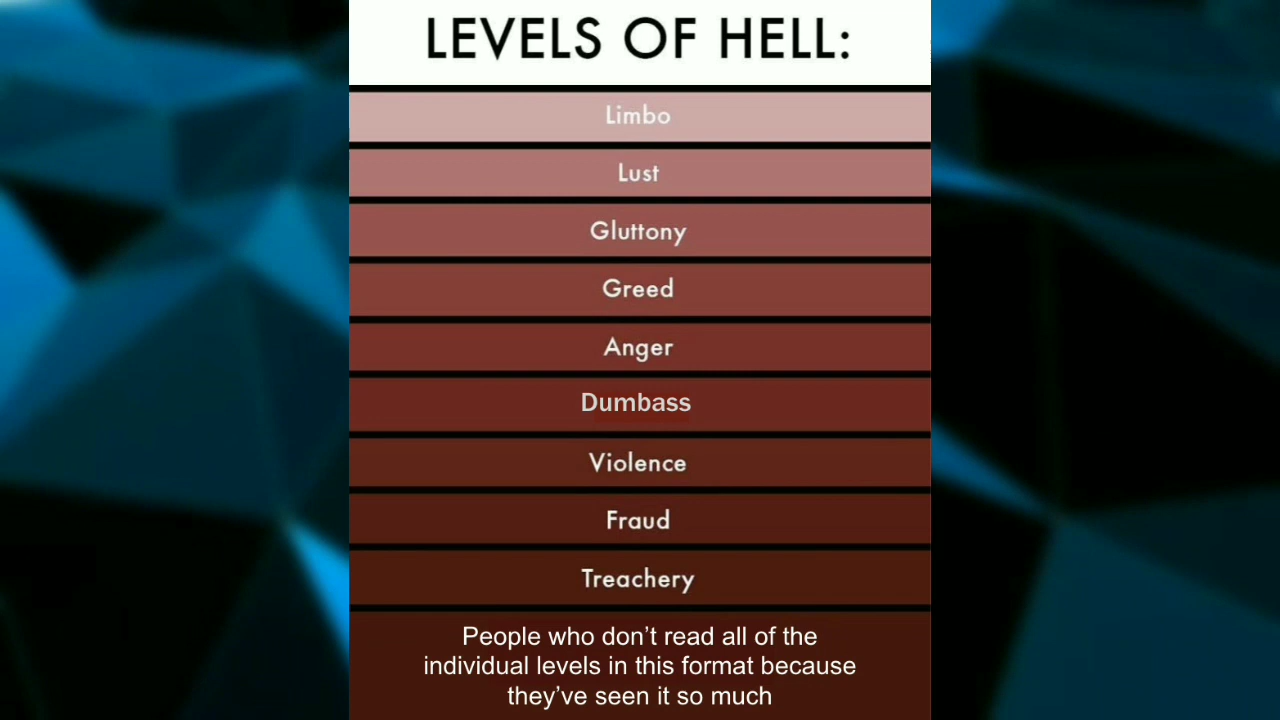 LEVELS OF HELL:
Limbo
Lust
Gluttony
Greed
Anger
Dumbass
Violence
Fraud
Treachery
People who don’t read all of the
individual levels in this format because
they’ve seen it so much